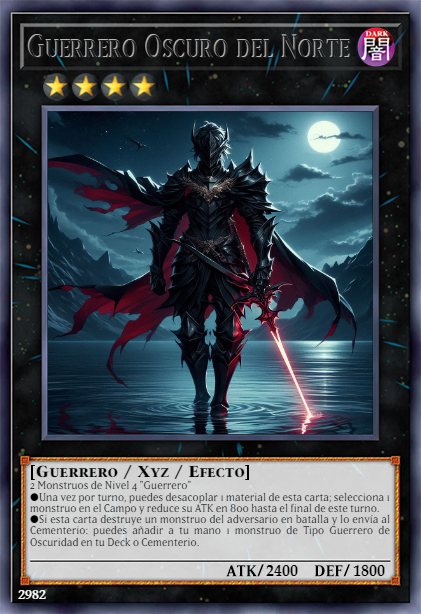 Guerrero Oscuro del Norte
DARK
闇
[Guerrero / Xyz / Efecto]
2 Monstruos de Nivel 4 "Guerrero"
●Una vez por turno, puedes desacoplar 1 material de esta carta; selecciona 1
monstruo en el Campo y reduce su ATK en 800 hasta el final de este turno.
●Si esta carta destruye un monstruo del adversario en batalla y lo envía al
Cementerio: puedes añadir a tu mano 1 monstruo de Tipo Guerrero de
Oscuridad en tu Deck o Cementerio.
ATK/2400 DEF/1800
2982